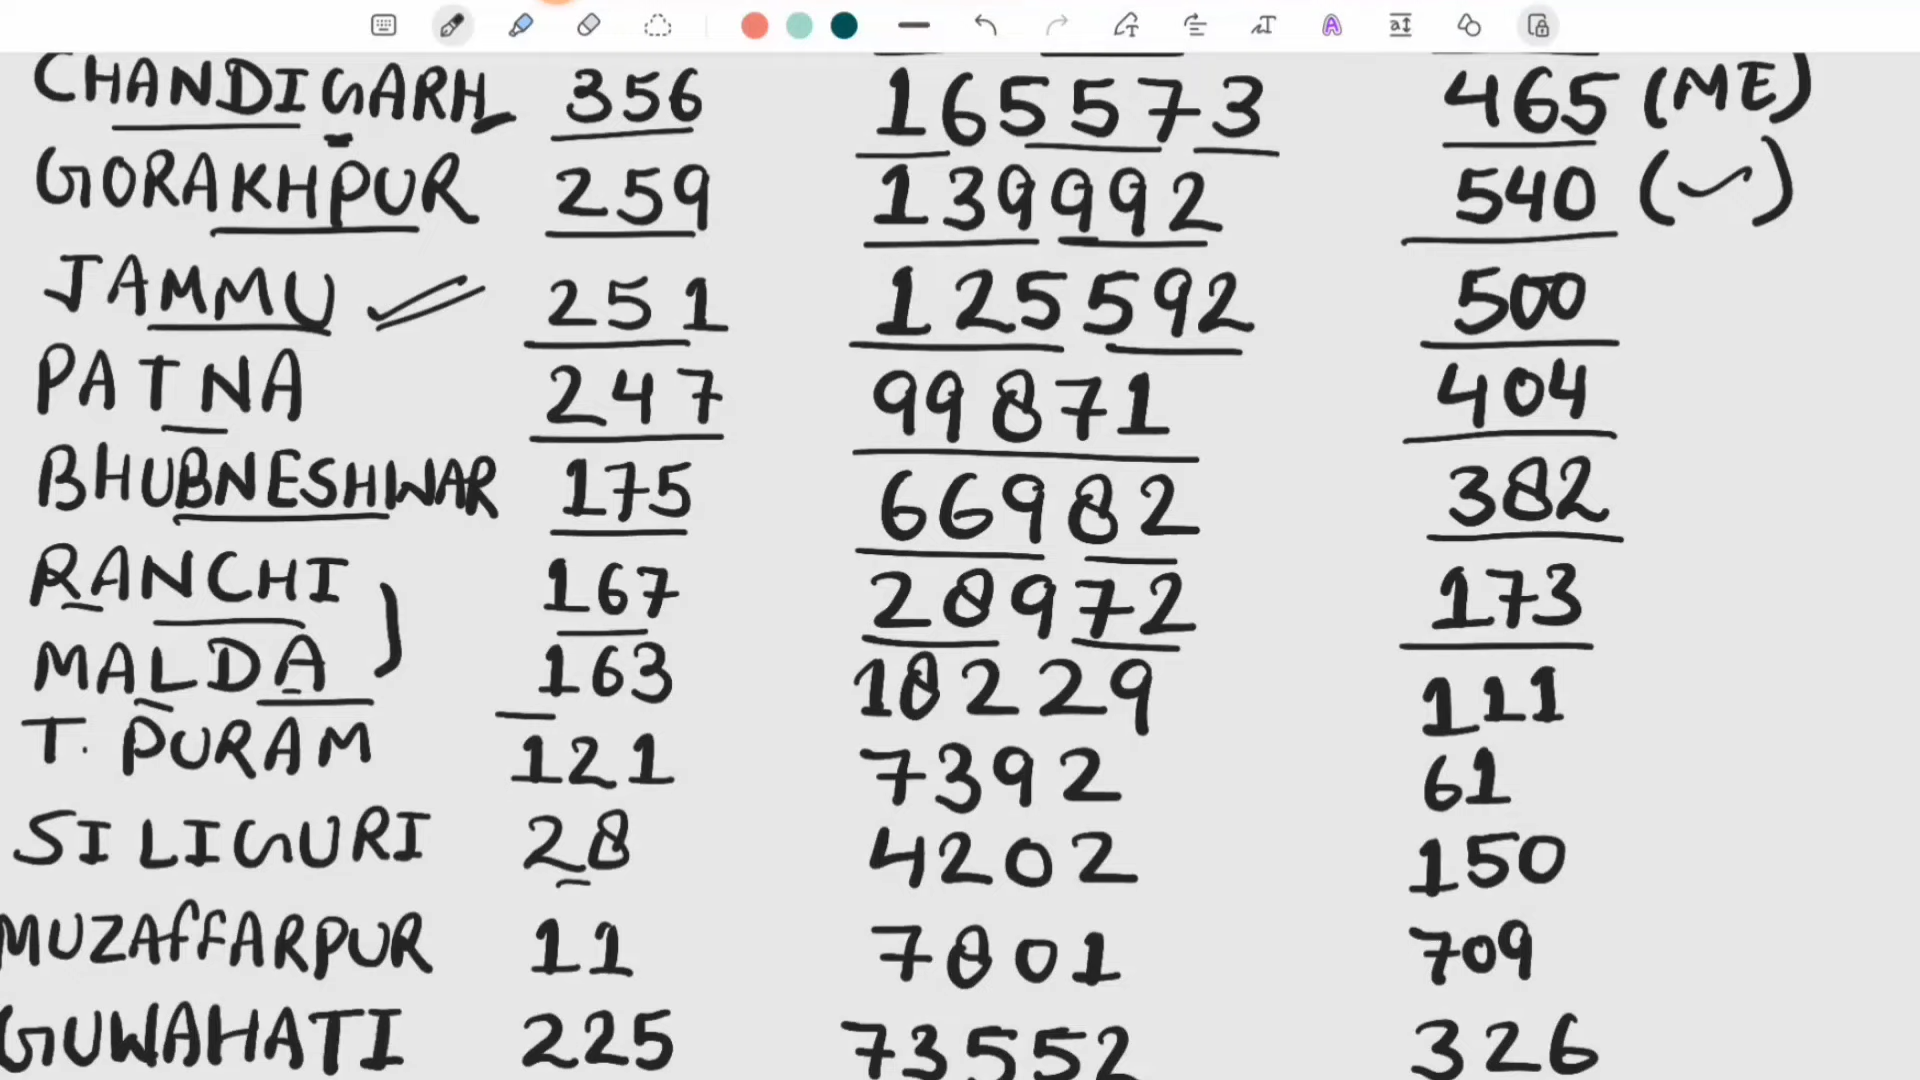 CHANDIGARH 356 165573 465 (ME)
GORAKHPUR 259 139992 540
JAMMU 251 125592 500
PATNA 247 99871 404
BHUBNESHWAR 175 66982 382
RANCHI 167 28972 173
MALDA 163 18229 111
T. PURAM 121 7392 61
SILIGURI 28 4202 150
MUZAFFARPUR 11 7801 709
GUWAHATI 225 73552 326